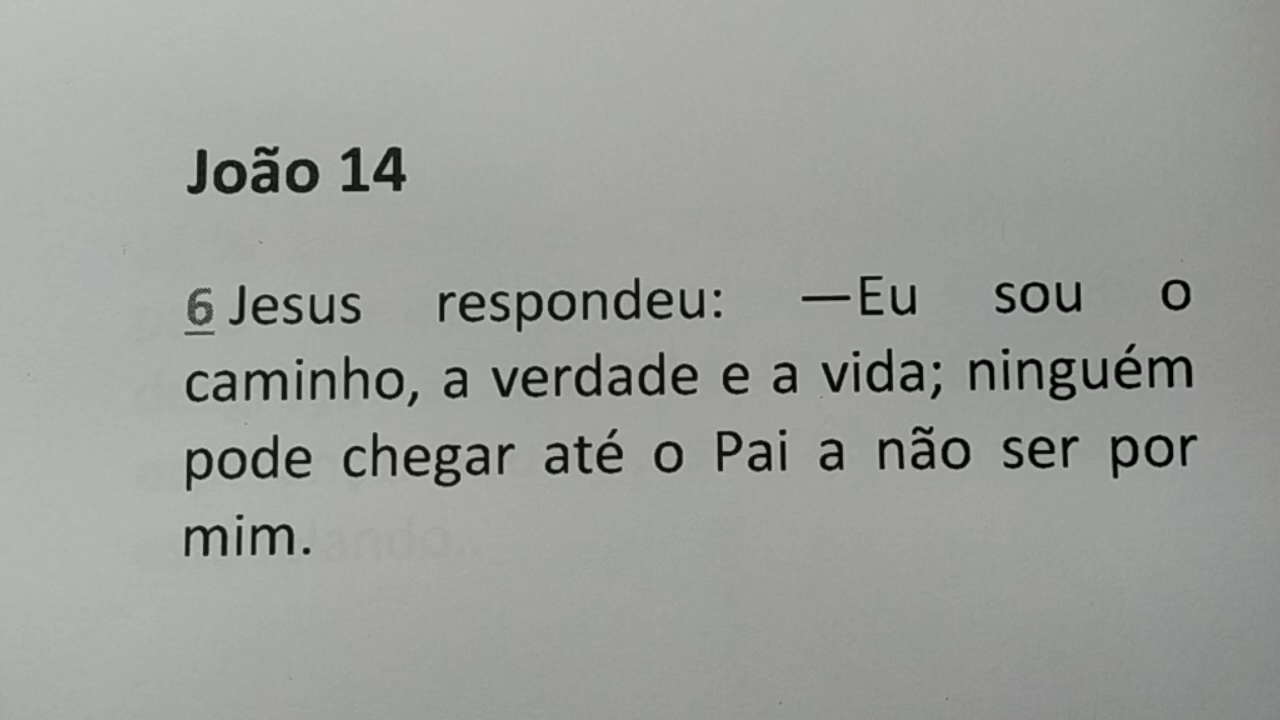 João 14
6 Jesus respondeu: —Eu sou o
caminho, a verdade e a vida; ninguém
pode chegar até o Pai a não ser por
mim.